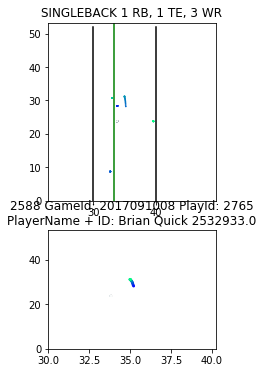 SINGLEBACK 1 RB, 1 TE, 3 WR
50
40
30
20
10
0
30 40
2588 GameId: 2017091008 PlayId: 2765
PlayerName + ID: Brian Quick 2532933.0
40
20
0
30.0 32.5 35.0 37.5 40.0